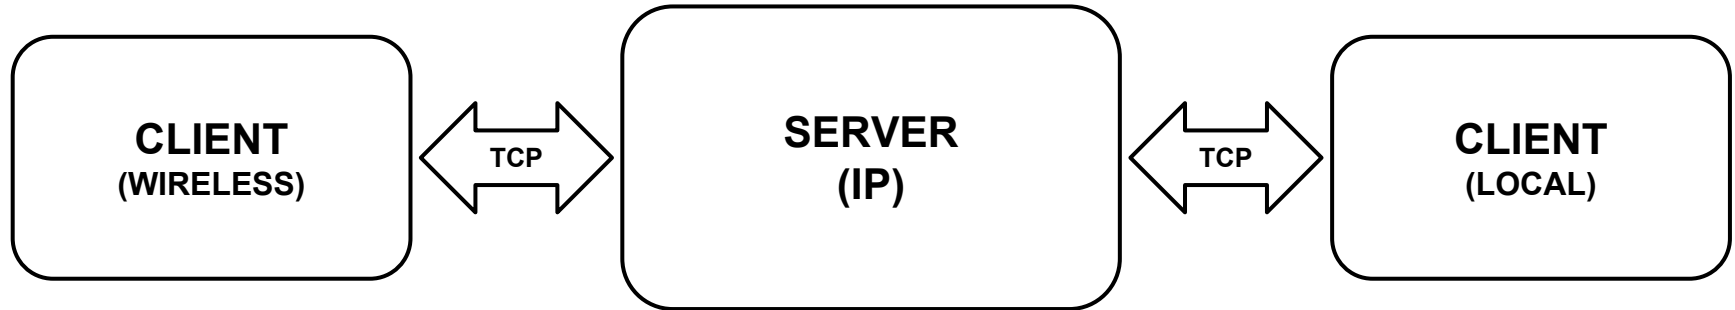 CLIENT
(WIRELESS)
TCP
SERVER
(IP)
TCP
CLIENT
(LOCAL)